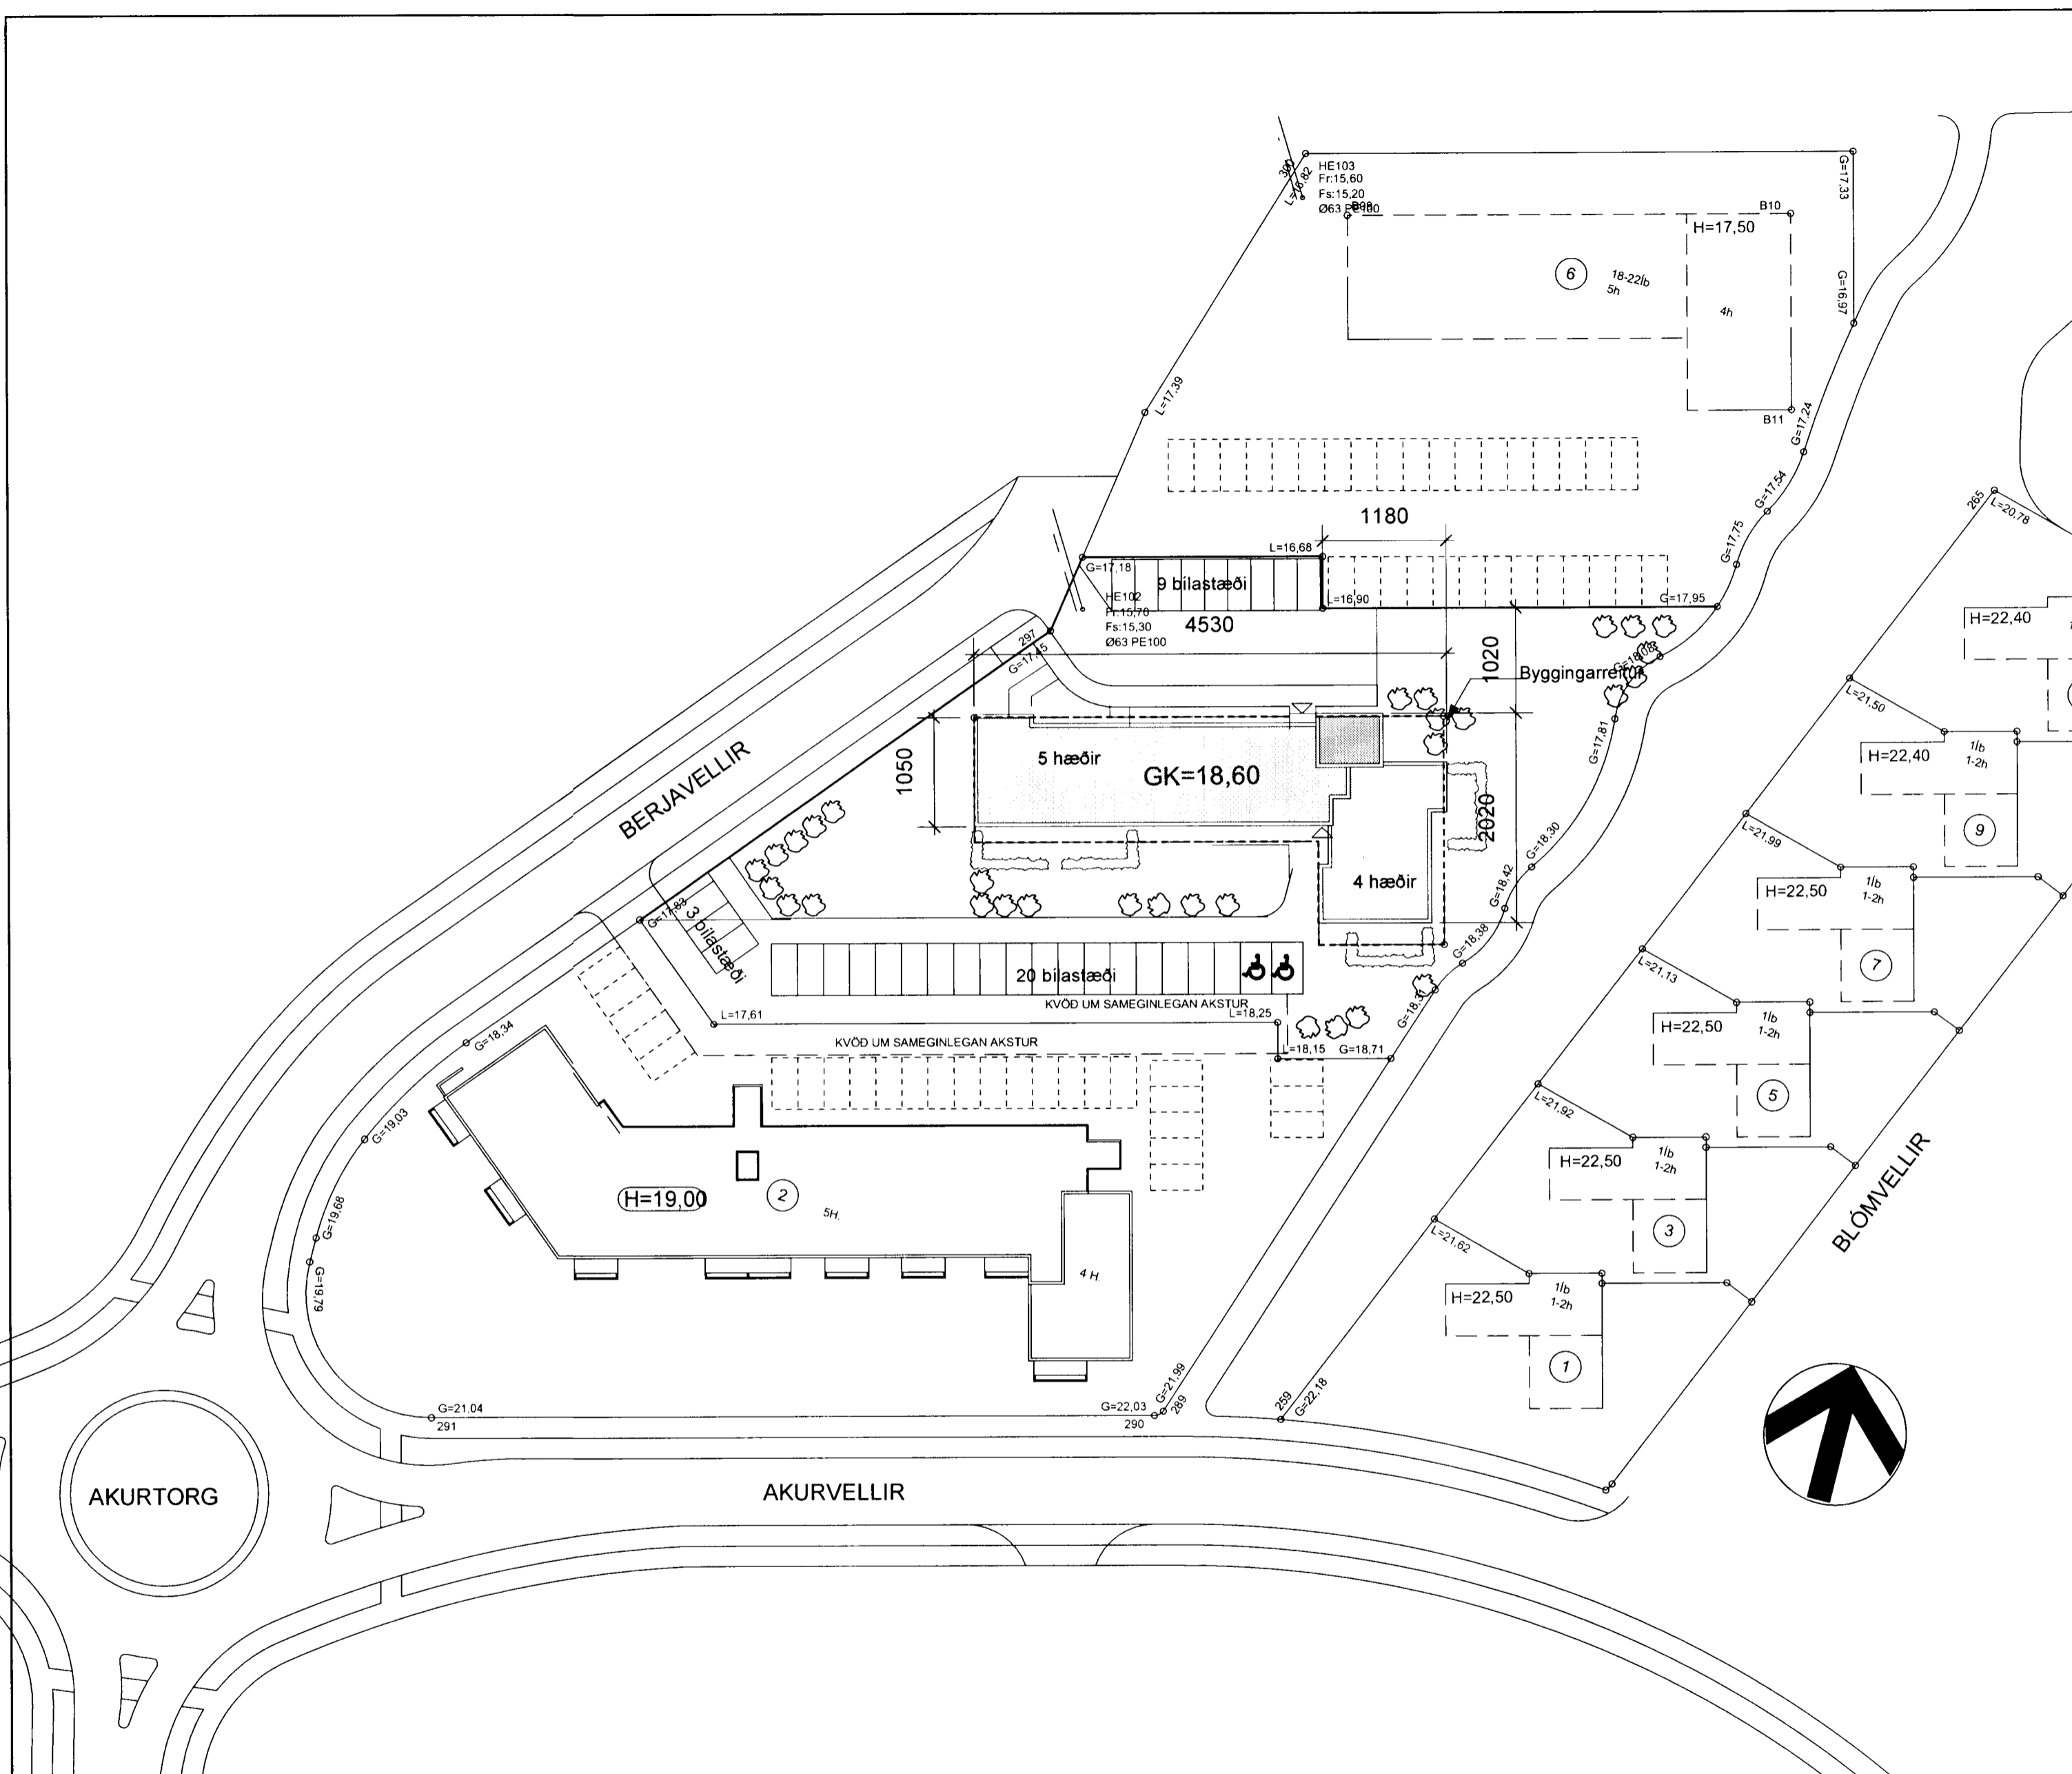 HE103
Fr:15,60
Fs:15,20
Ø63 PE100
B10
H=17,50
G=17,33
6
18-22íb
5h
4h
G=16,97
B11
L=17,39
G=17,24
G=17,54
G=17,75
1180
265
L=20,78
L=16,68
G=17,18
9 bílastæði
HE102
Fr:15,70
Fs:15,30
Ø63 PE100
L=16,90
G=17,95
4530
297
G=17,45
1020
Byggingarreitur
H=22,40
L=21,50
G=17,81
BERJAVELLIR
1050
5 hæðir
GK=18,60
H=22,40
1íb
1-2h
9
2020
L=21,99
G=18,30
4 hæðir
H=22,50
1íb
1-2h
7
G=18,42
G=17,83
3 bílastæði
G=18,38
L=21,13
20 bílastæði
KVÖÐ UM SAMEGINLEGAN AKSTUR
G=18,31
L=17,61
L=18,25
H=22,50
1íb
1-2h
5
KVÖÐ UM SAMEGINLEGAN AKSTUR
L=18,15
G=18,71
G=18,34
L=21,92
G=19,03
H=22,50
1íb
1-2h
3
H=19,00
2
5H.
BLÓMVELLIR
G=19,68
L=21,62
G=19,79
4 H.
H=22,50
1íb
1-2h
1
G=21,04
291
G=22,03
290
G=21,99
289
259
G=22,18
AKURTORG
AKURVELLIR